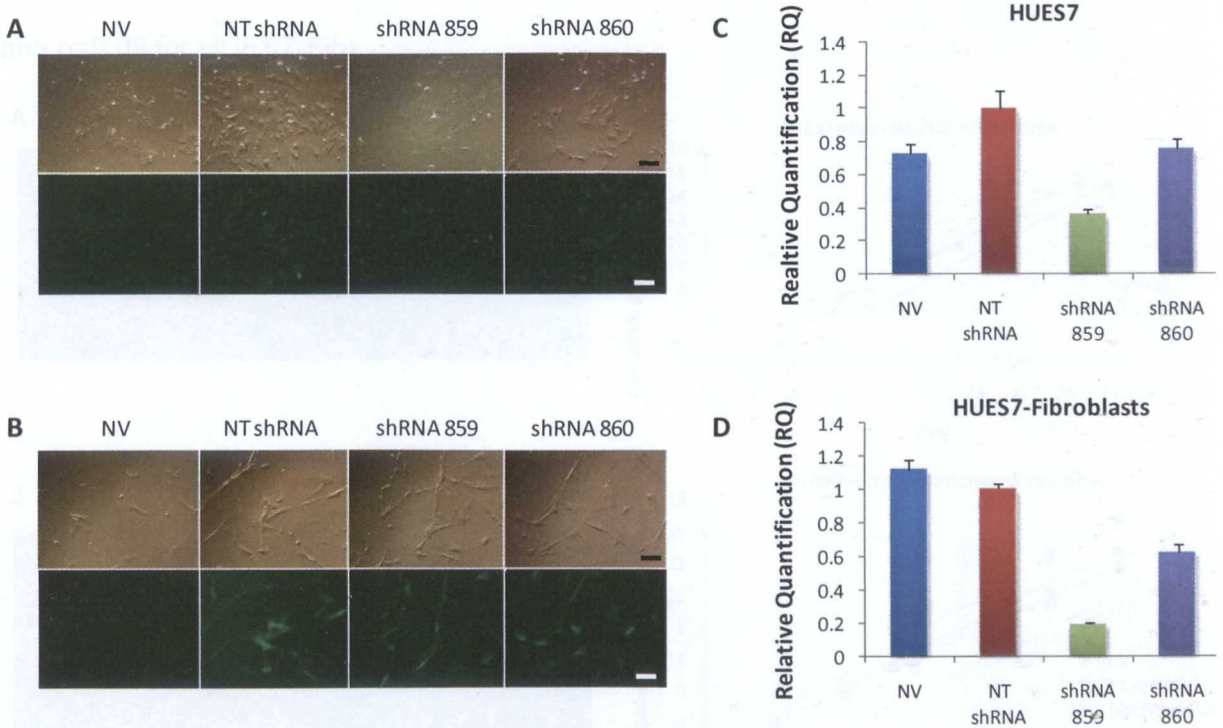 A
NV
NT shRNA
shRNA 859
shRNA 860
C
HUES7
Realtive Quantification (RQ)
1.4
1.2
1
0.8
0.6
0.4
0.2
0
NV
NT
shRNA
shRNA
859
shRNA
860
B
NV
NT shRNA
shRNA 859
shRNA 860
D
HUES7-Fibroblasts
Relative Quantification (RQ)
1.4
1.2
1
0.8
0.6
0.4
0.2
0
NV
NT
shRNA
shRNA
859
shRNA
860